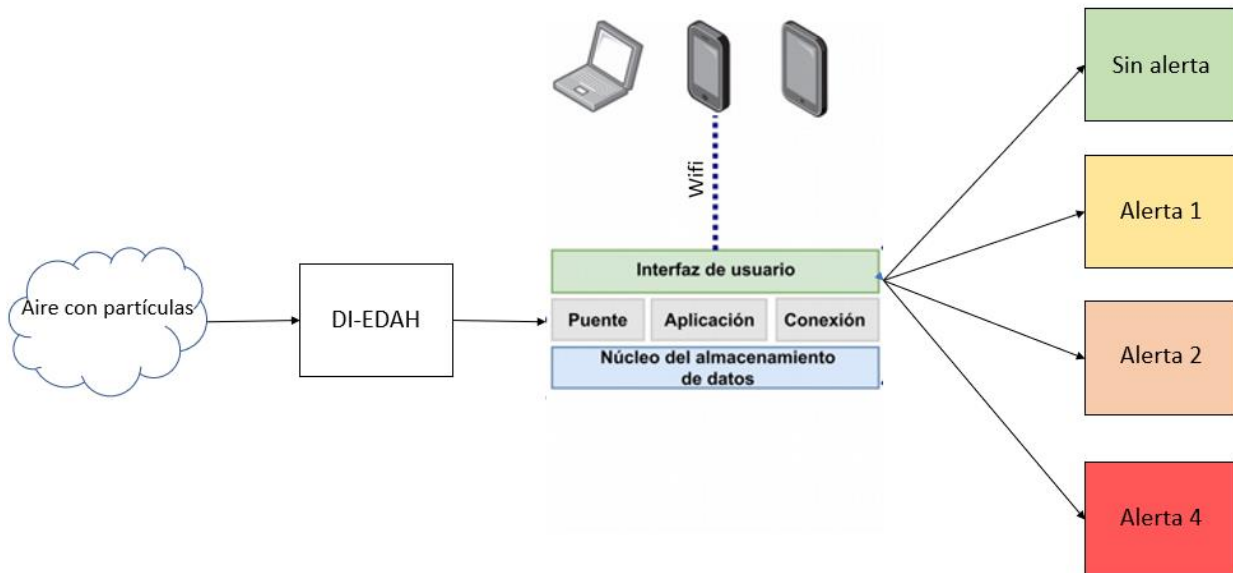 Aire con partículas
DI-EDAH
Wifi
Interfaz de usuario
Puente
Aplicación
Conexión
Núcleo del almacenamiento
de datos
Sin alerta
Alerta 1
Alerta 2
Alerta 4